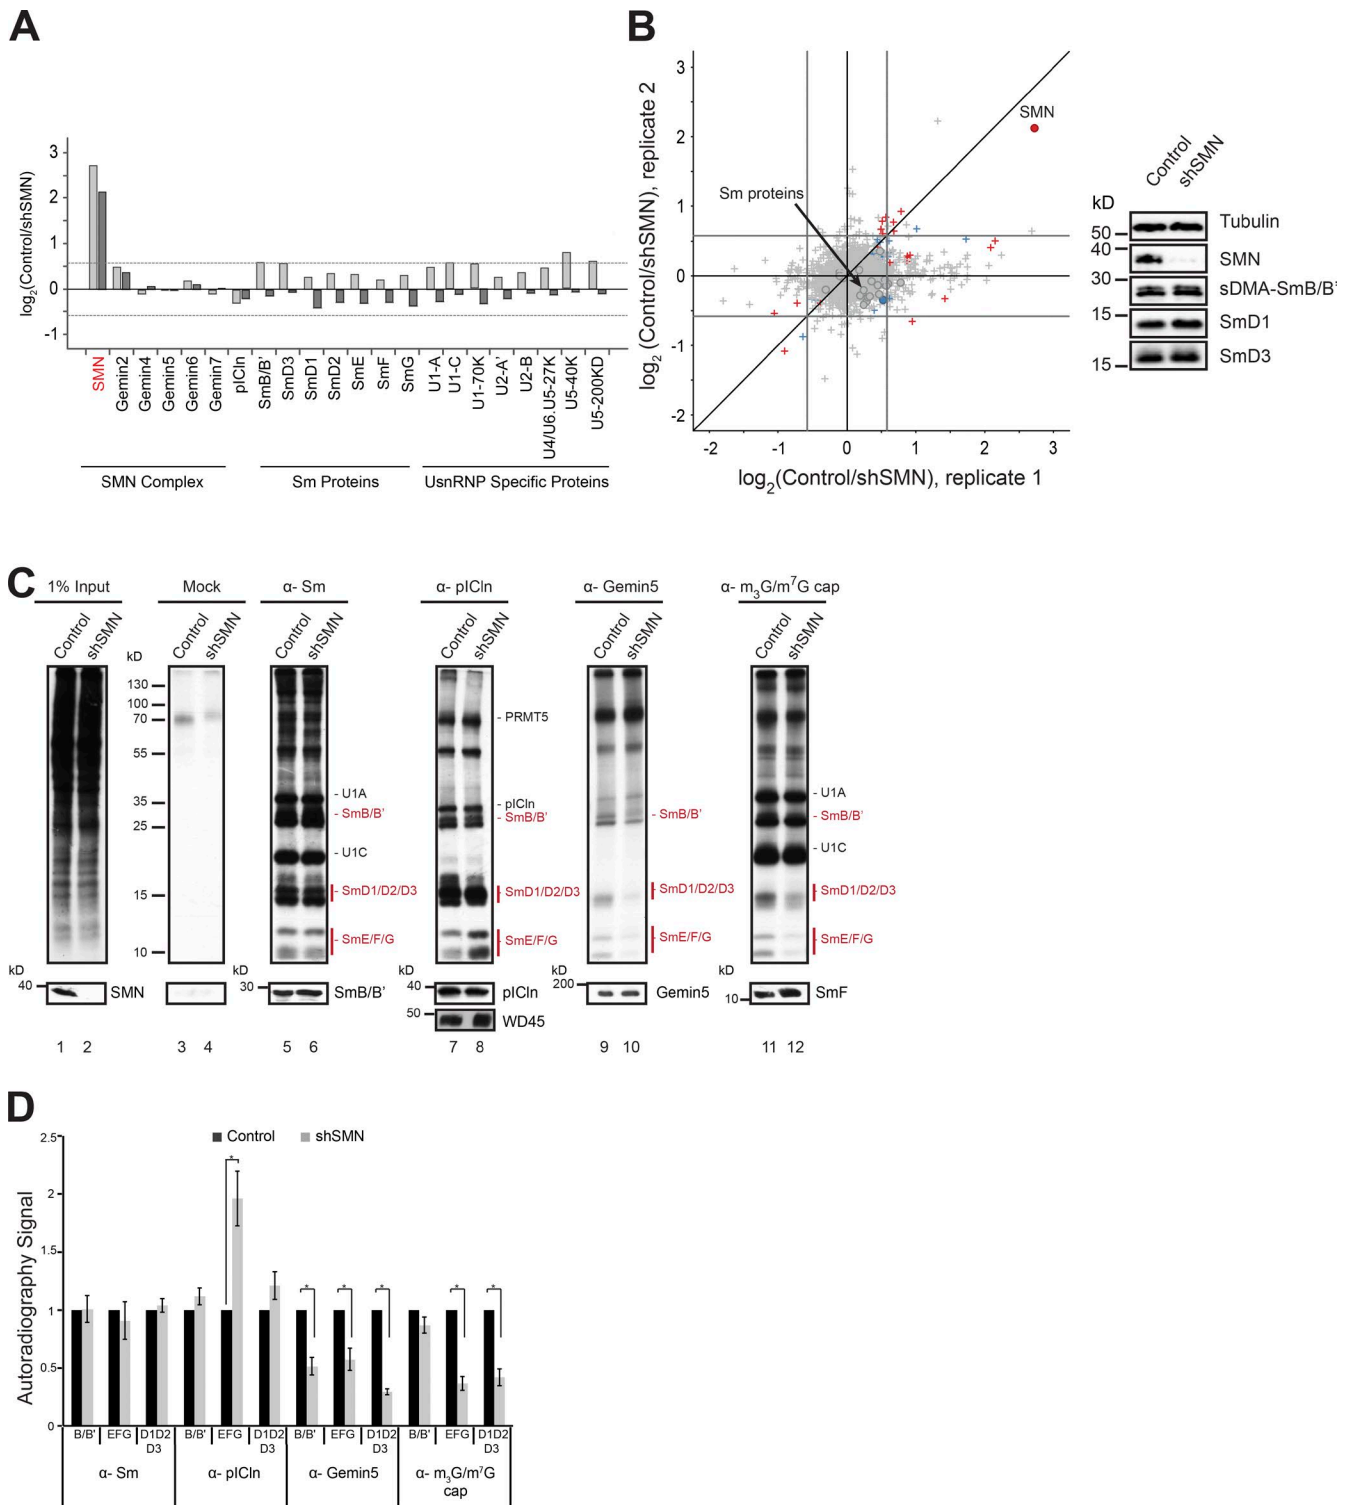 A
log2(Control/shSMN)
3
2
1
0
-1
SMN
Gemin2
Gemin4
Gemin5
Gemin6
Gemin7
pICln
SmB/B'
SmD3
SmD1
SmD2
SmE
SmF
SmG
U1-A
U1-C
U1-70K
U2-A'
U2-B
U4/U6.U5-27K
U5-40K
U5-200KD
SMN Complex
Sm Proteins
UsnRNP Specific Proteins
B
log2 (Control/shSMN), replicate 2
3
2
1
0
-1
-2
SMN
Sm proteins
-2
-1
0
1
2
3
log2(Control/shSMN), replicate 1
Control
shSMN
kD
50
Tubulin
40
SMN
30
sDMA-SmB/B'
15
SmD1
15
SmD3
C
1% Input
Mock
α- Sm
α- pICln
α- Gemin5
α- m3G/m7G cap
Control
shSMN
Control
shSMN
Control
shSMN
Control
shSMN
Control
shSMN
Control
shSMN
kD
130
100
70
55
35
25
15
10
U1A
SmB/B'
U1C
SmD1/D2/D3
SmE/F/G
PRMT5
pICln
SmB/B'
SmD1/D2/D3
SmE/F/G
SmB/B'
SmD1/D2/D3
SmE/F/G
U1A
SmB/B'
U1C
SmD1/D2/D3
SmE/F/G
kD
40
SMN
kD
30
SmB/B'
kD
40
pICln
50
WD45
kD
200
Gemin5
kD
10
SmF
1 2 3 4 5 6 7 8 9 10 11 12
D
Autoradiography Signal
Control
shSMN
2.5
2
1.5
1
0.5
0
*
*
*
*
*
*
B/B' EFG D1D2 D3
B/B' EFG D1D2 D3
B/B' EFG D1D2 D3
B/B' EFG D1D2 D3
α- Sm
α- pICln
α- Gemin5
α- m3G/m7G
cap